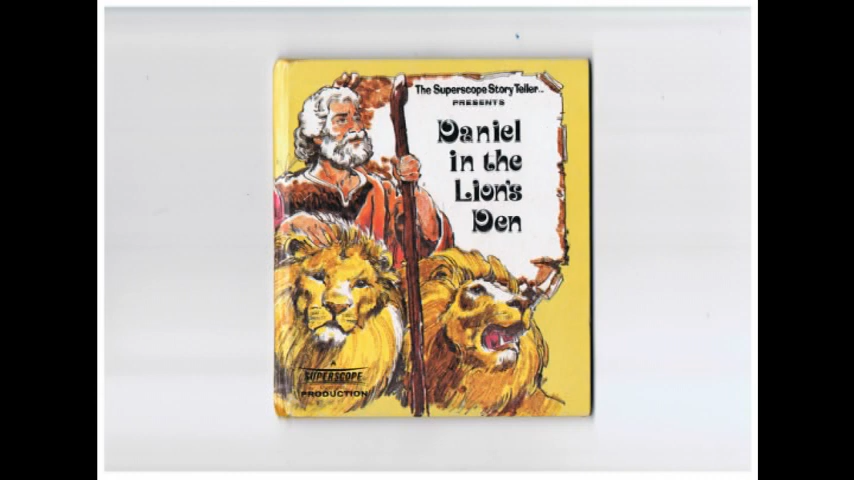 The Superscope Story Teller™
PRESENTS
Daniel
in the
Lion's
Den
A
SUPERSCOPE
PRODUCTION